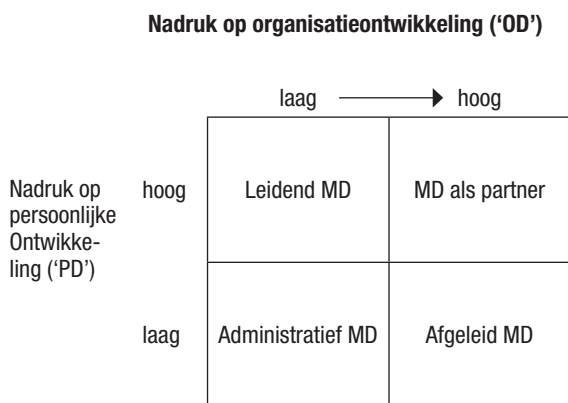 Nadruk op organisatieontwikkeling (‘OD’)
laag hoog
Nadruk op
persoonlijke
Ontwikke-
ling (‘PD’)
hoog Leidend MD MD als partner
laag Administratief MD Afgeleid MD